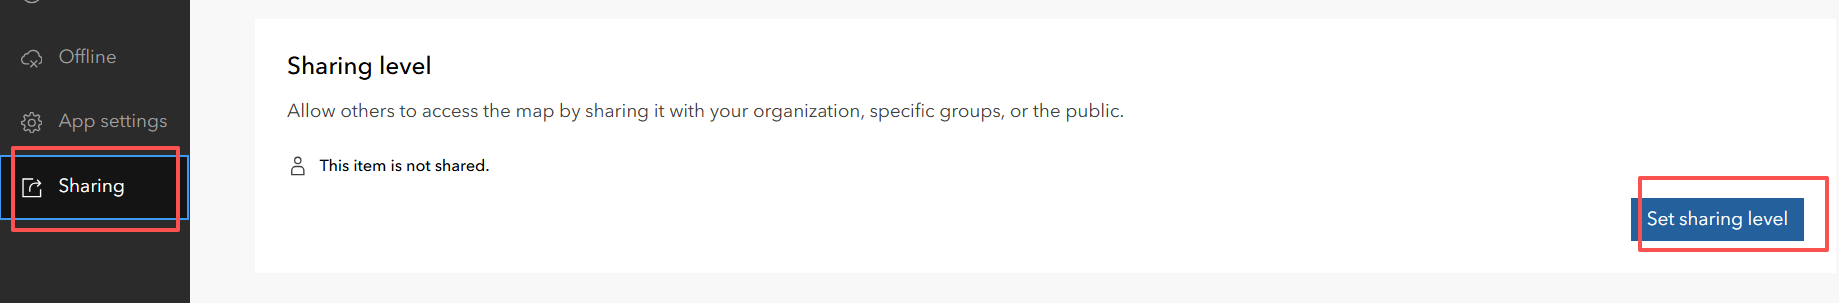 Offline
App settings
Sharing
Sharing level
Allow others to access the map by sharing it with your organization, specific groups, or the public.
This item is not shared.
Set sharing level